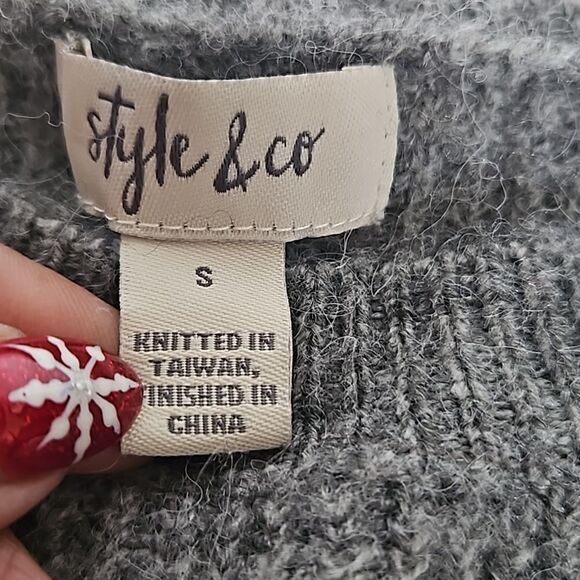 style & co
S
KNITTED IN
TAIWAN,
FINISHED IN
CHINA